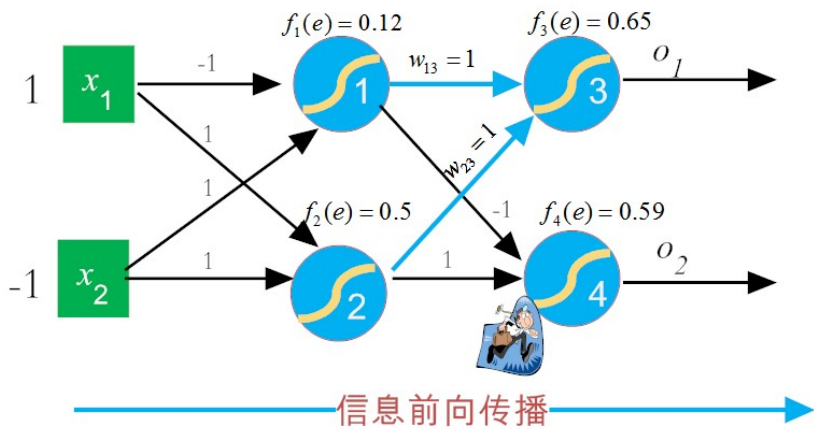 f₁(e) = 0.12
f₃(e) = 0.65
1
x₁
-1
1
w₁₃ = 1
3
o₁
1
1
w₂₃ = 1
f₂(e) = 0.5
-1
f₄(e) = 0.59
-1
x₂
1
2
1
4
o₂
信息前向传播